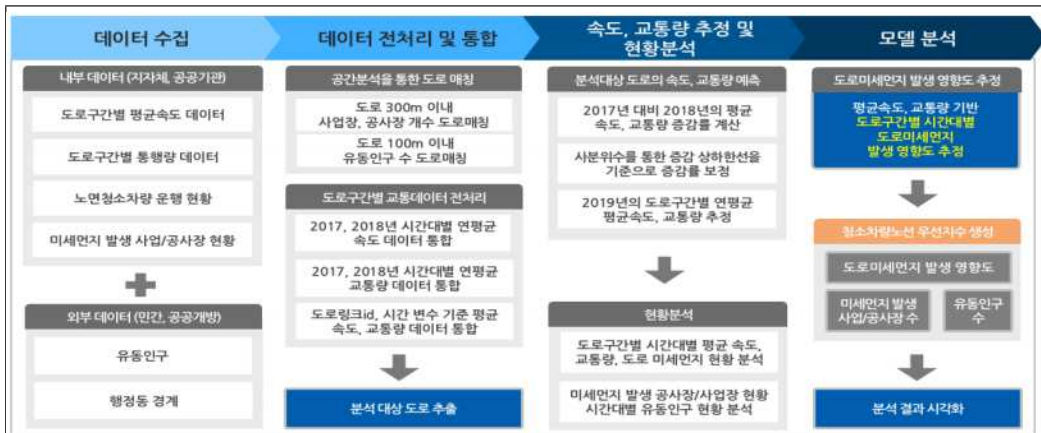 데이터 수집
내부 데이터 (지자체, 공공기관)
도로구간별 평균속도 데이터
도로구간별 통행량 데이터
노면청소차량 운행 현황
미세먼지 발생 사업/공사장 현황
외부 데이터 (민간, 공공개방)
유동인구
행정동 경계
데이터 전처리 및 통합
공간분석을 통한 도로 매칭
도로 300m 이내
사업장, 공사장 개수 도로매칭
도로 100m 이내
유동인구 수 도로매칭
도로구간별 교통데이터 전처리
2017, 2018년 시간대별 연평균
속도 데이터 통합
2017, 2018년 시간대별 연평균
교통량 데이터 통합
도로링크id, 시간 변수 기준 평균
속도, 교통량 데이터 통합
분석 대상 도로 추출
속도, 교통량 추정 및
현황분석
분석대상 도로의 속도, 교통량 예측
2017년 대비 2018년의 평균
속도, 교통량 증감률 계산
사분위수를 통한 증감 상하한선을
기준으로 증감률 보정
2019년의 도로구간별 연평균
평균속도, 교통량 추정
현황분석
도로구간별 시간대별 평균 속도,
교통량, 도로 미세먼지 현황 분석
미세먼지 발생 공사장/사업장 현황
시간대별 유동인구 현황 분석
모델 분석
도로미세먼지 발생 영향도 추정
평균속도, 교통량 기반
도로구간별 시간대별
도로미세먼지
발생 영향도 추정
청소차량노선 우선지수 생성
도로미세먼지 발생 영향도
미세먼지 발생
사업/공사장 수
유동인구
수
분석 결과 시각화